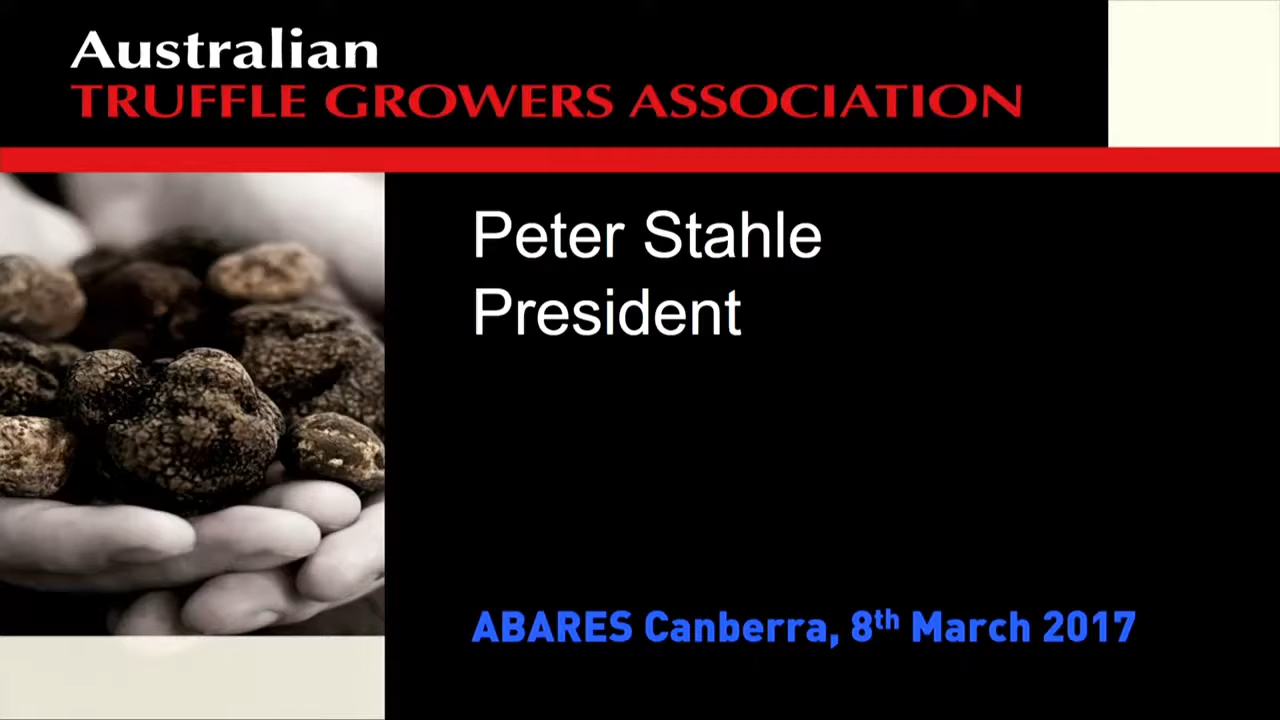 Australian
TRUFFLE GROWERS ASSOCIATION
Peter Stahle
President
ABARES Canberra, 8th March 2017